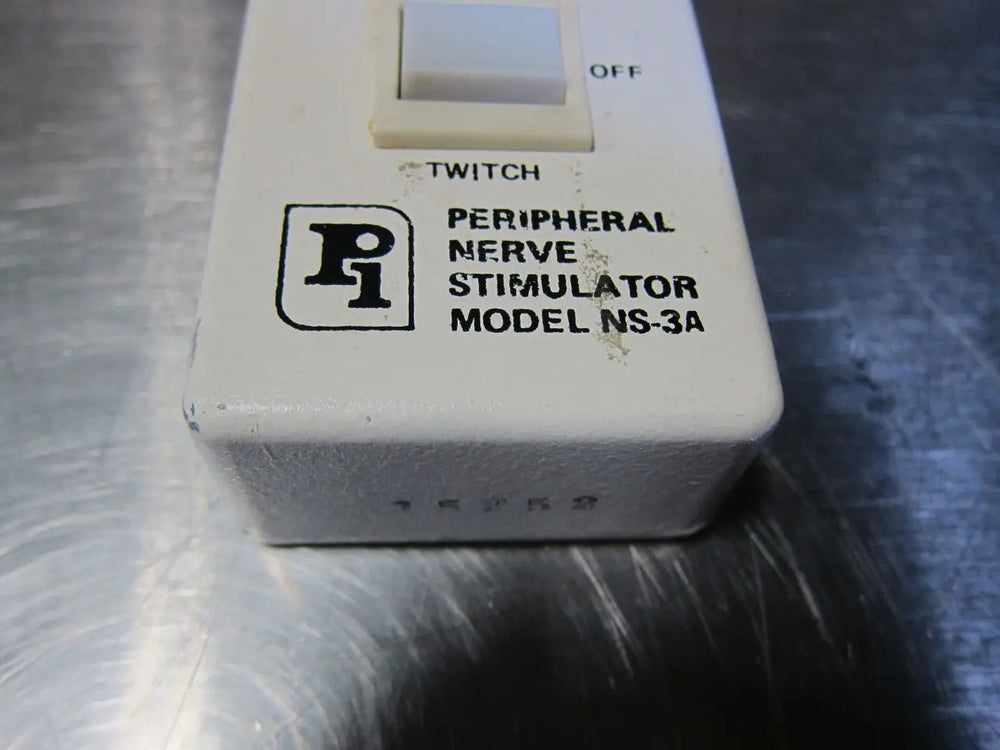 OFF
TWITCH
Pi
PERIPHERAL
NERVE
STIMULATOR
MODEL NS-3A